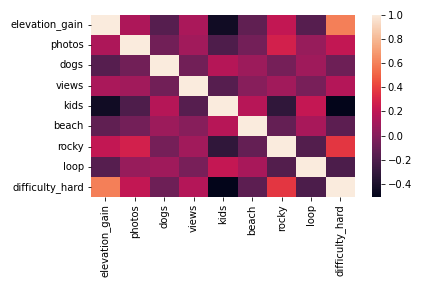 elevation_gain
photos
dogs
views
kids
beach
rocky
loop
difficulty_hard
elevation_gain
photos
dogs
views
kids
beach
rocky
loop
difficulty_hard
1.0
0.8
0.6
0.4
0.2
0.0
-0.2
-0.4